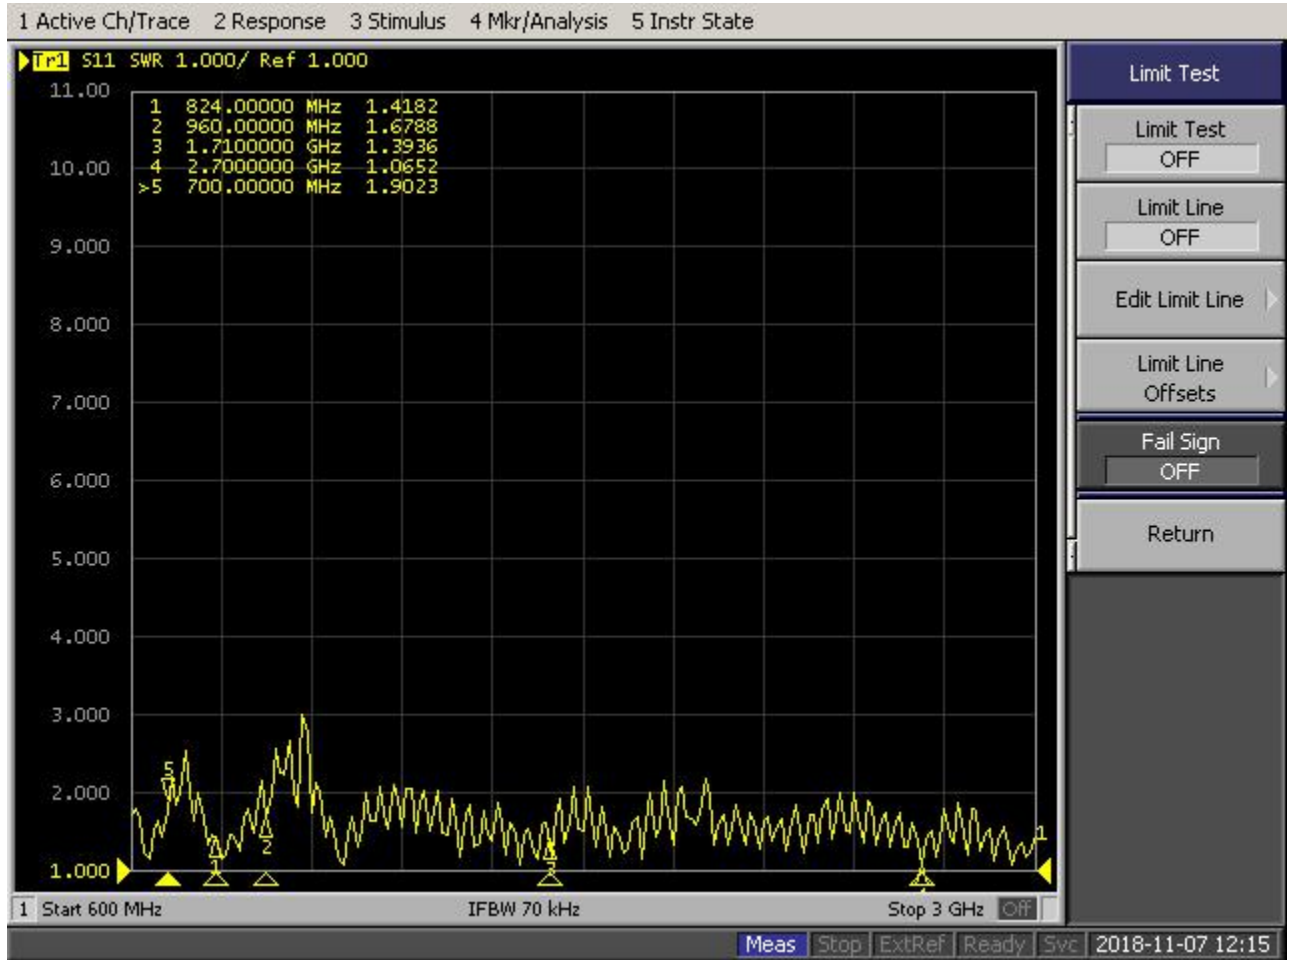 1 Active Ch/Trace 2 Response 3 Stimulus 4 Mkr/Analysis 5 Instr State
Tr1 S11 SWR 1.000/ Ref 1.000
11.00
10.00
9.000
8.000
7.000
6.000
5.000
4.000
3.000
2.000
1.000
1 824.00000 MHz 1.4182
2 960.00000 MHz 1.6788
3 1.7100000 GHz 1.3936
4 2.7000000 GHz 1.0652
>5 700.00000 MHz 1.9023
5
1
2
3
1
1 Start 600 MHz IFBW 70 kHz Stop 3 GHz Off
Limit Test
Limit Test
OFF
Limit Line
OFF
Edit Limit Line
Limit Line
Offsets
Fail Sign
OFF
Return
Meas Stop ExtRef Ready Svc 2018-11-07 12:15